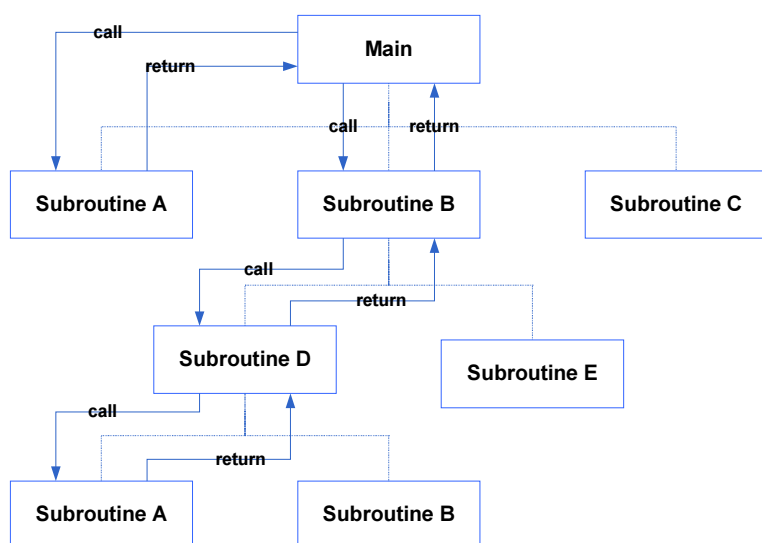 call
Main
return
call
return
Subroutine A
Subroutine B
Subroutine C
call
return
Subroutine D
Subroutine E
call
return
Subroutine A
Subroutine B